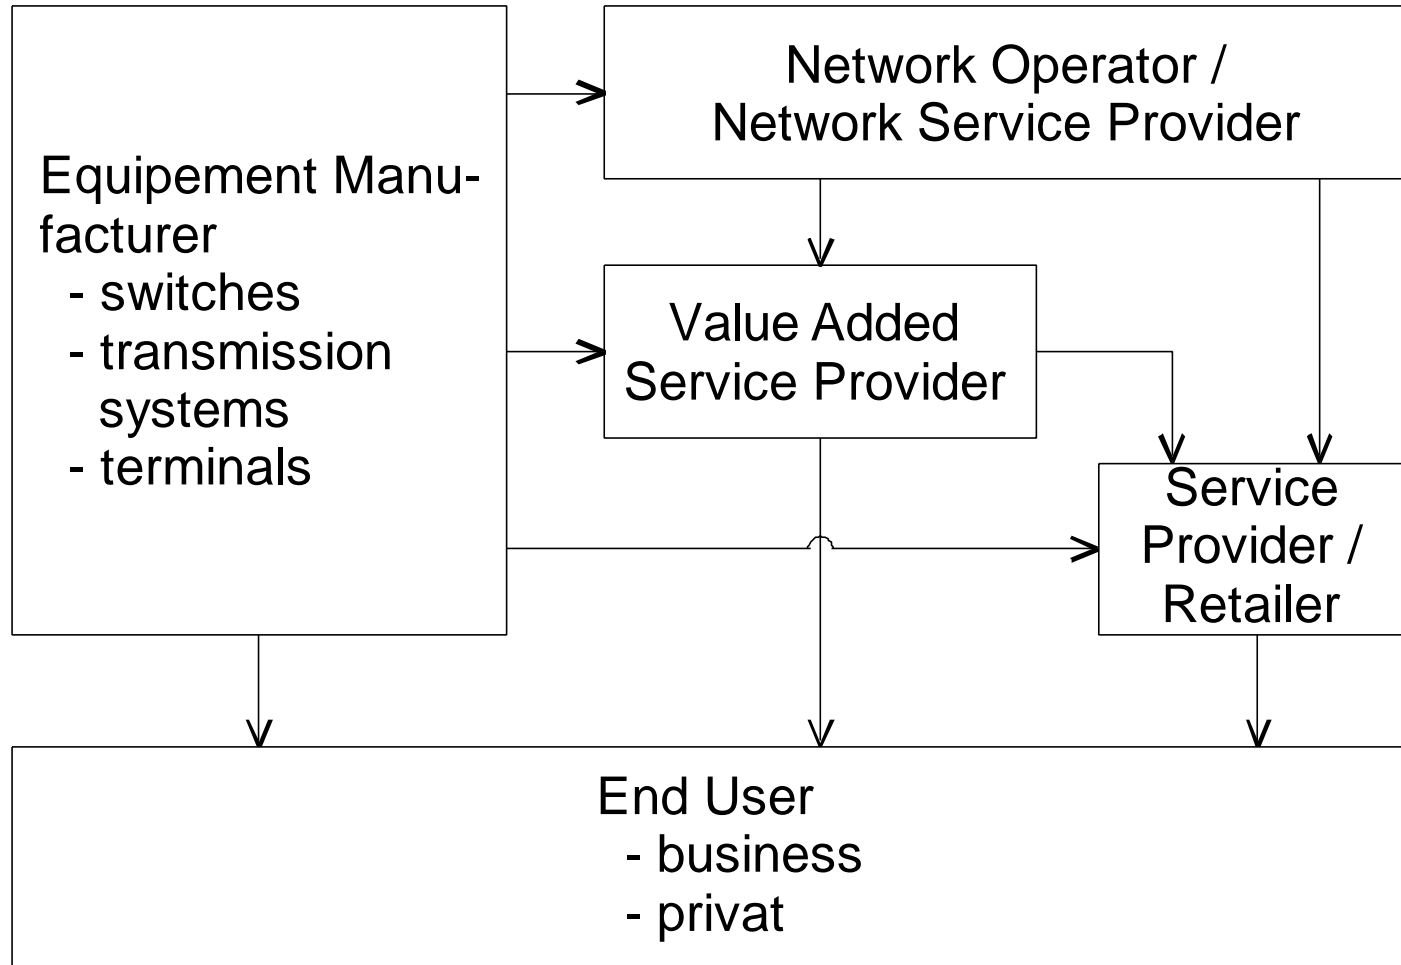 Network Operator /
Network Service Provider
Equipement Manu-
facturer
- switches
- transmission
systems
- terminals
Value Added
Service Provider
Service
Provider /
Retailer
End User
- business
- privat